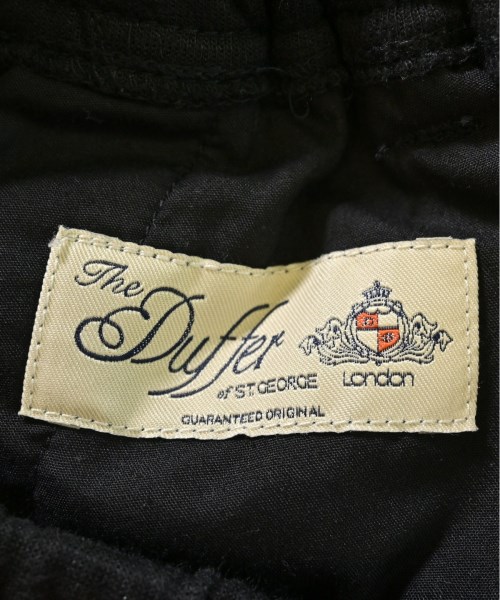 The
Duffer
of ST. GEORGE
London
GUARANTEED ORIGINAL